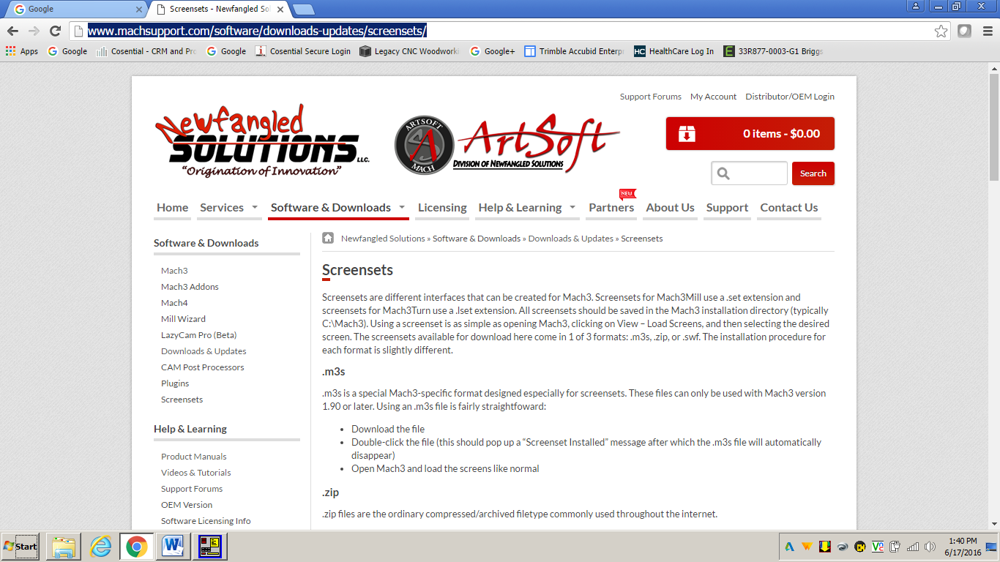 Google
Screensets - Newfangled Sol
www.machsupport.com/software/downloads-updates/screensets/
Apps Google Cosential - CRM and Pro Google Cosential Secure Login Legacy CNC Woodwork Google+ Trimble Accubid Enterp HC HealthCare Log In E 33R877-0003-G1 Briggs
Support Forums My Account Distributor/OEM Login
Newfangled
SOLUTIONS LLC.
"Origination of Innovation"
ARTSOFT
MACH
ArtSoft
DIVISION OF NEWFANGLED SOLUTIONS
0 items - $0.00
Search
NEW
Home Services Software & Downloads Licensing Help & Learning Partners About Us Support Contact Us
Software & Downloads
Mach3
Mach3 Addons
Mach4
Mill Wizard
LazyCam Pro (Beta)
Downloads & Updates
CAM Post Processors
Plugins
Screensets
Help & Learning
Product Manuals
Videos & Tutorials
Support Forums
OEM Version
Software Licensing Info
Newfangled Solutions » Software & Downloads » Downloads & Updates » Screensets
Screensets
Screensets are different interfaces that can be created for Mach3. Screensets for Mach3Mill use a .set extension and
screensets for Mach3Turn use a .lset extension. All screensets should be saved in the Mach3 installation directory (typically
C:\Mach3). Using a screenset is as simple as opening Mach3, clicking on View – Load Screens, and then selecting the desired
screen. The screensets available for download here come in 1 of 3 formats: .m3s, .zip, or .swf. The installation procedure for
each format is slightly different.
.m3s
.m3s is a special Mach3-specific format designed especially for screensets. These files can only be used with Mach3 version
1.90 or later. Using an .m3s file is fairly straightfoward:
• Download the file
• Double-click the file (this should pop up a “Screenset Installed” message after which the .m3s file will automatically
disappear)
• Open Mach3 and load the screens like normal
.zip
.zip files are the ordinary compressed/archived filetype commonly used throughout the internet.
Start
1:40 PM
6/17/2016